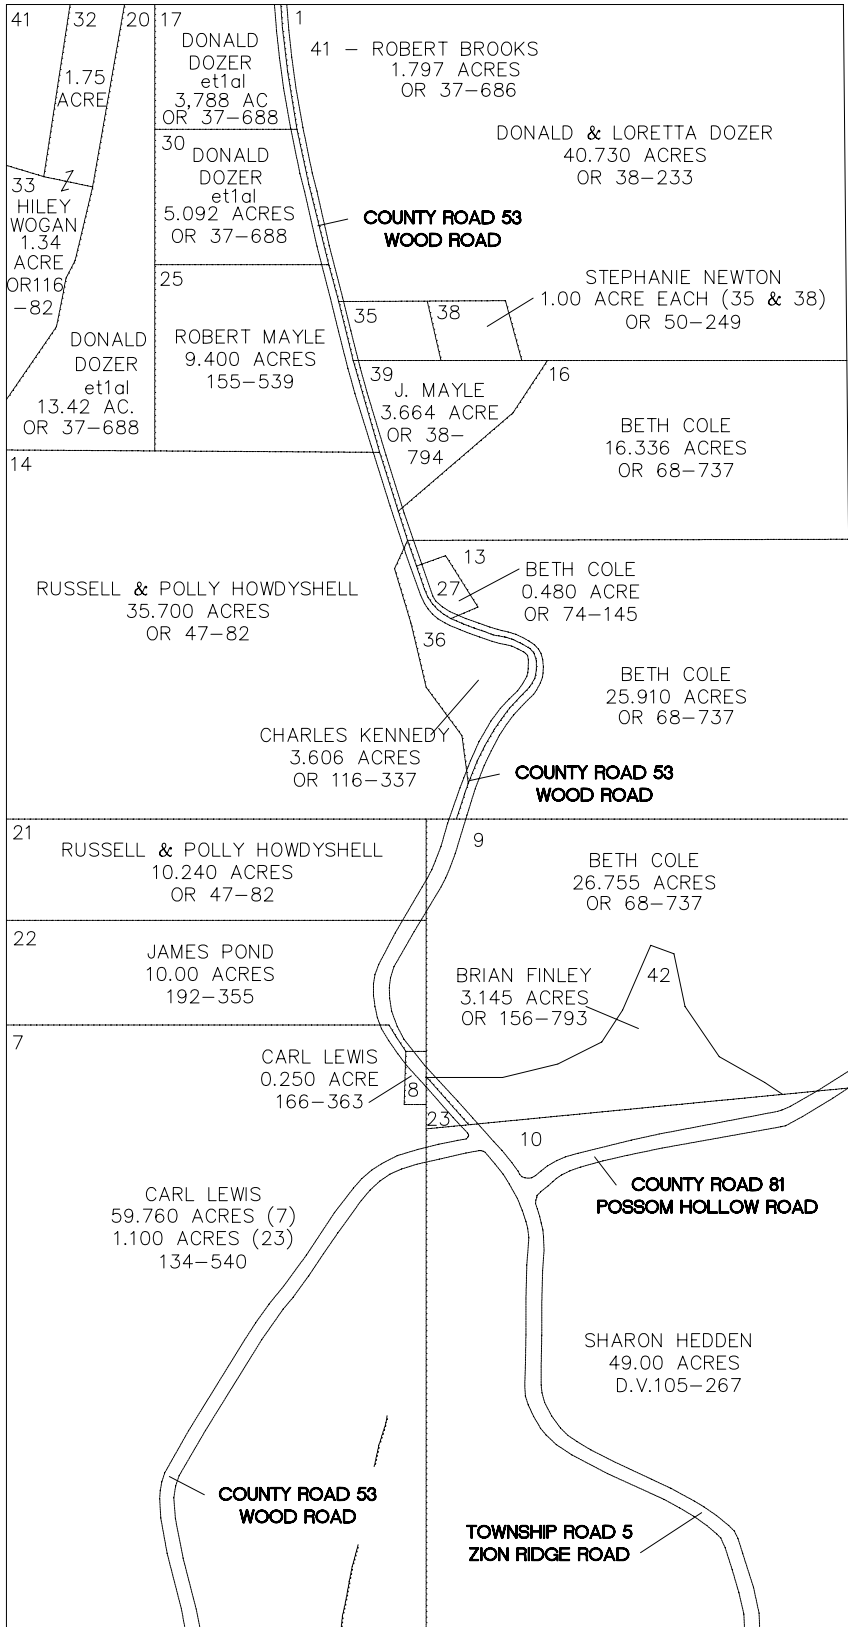 41
32
20
17
1
1.75
ACRE
DONALD
DOZER
et1al
3,788 AC
OR 37-688
41 - ROBERT BROOKS
1.797 ACRES
OR 37-686
DONALD & LORETTA DOZER
40.730 ACRES
OR 38-233
30
DONALD
DOZER
et1al
5.092 ACRES
OR 37-688
33
HILEY
WOGAN
1.34
ACRE
OR116
-82
COUNTY ROAD 53
WOOD ROAD
25
ROBERT MAYLE
9.400 ACRES
155-539
STEPHANIE NEWTON
1.00 ACRE EACH (35 & 38)
OR 50-249
35
38
DONALD
DOZER
et1al
13.42 AC.
OR 37-688
39
J. MAYLE
3.664 ACRE
OR 38-
794
16
BETH COLE
16.336 ACRES
OR 68-737
14
RUSSELL & POLLY HOWDYSHELL
35.700 ACRES
OR 47-82
13
27
BETH COLE
0.480 ACRE
OR 74-145
36
BETH COLE
25.910 ACRES
OR 68-737
CHARLES KENNEDY
3.606 ACRES
OR 116-337
COUNTY ROAD 53
WOOD ROAD
21
RUSSELL & POLLY HOWDYSHELL
10.240 ACRES
OR 47-82
9
BETH COLE
26.755 ACRES
OR 68-737
22
JAMES POND
10.00 ACRES
192-355
BRIAN FINLEY
3.145 ACRES
OR 156-793
42
7
CARL LEWIS
0.250 ACRE
166-363
8
23
10
COUNTY ROAD 81
POSSOM HOLLOW ROAD
CARL LEWIS
59.760 ACRES (7)
1.100 ACRES (23)
134-540
SHARON HEDDEN
49.00 ACRES
D.V.105-267
COUNTY ROAD 53
WOOD ROAD
TOWNSHIP ROAD 5
ZION RIDGE ROAD